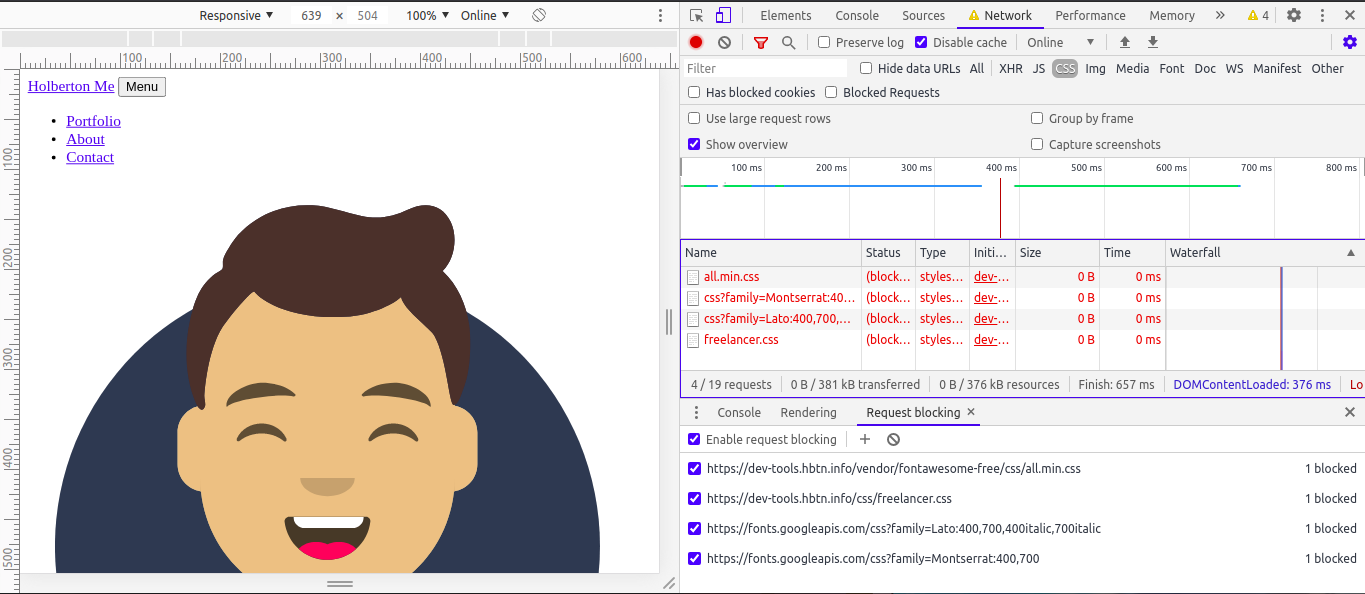 Responsive ▼ 639 × 504 100% ▼ Online ▼
Elements Console Sources Network Performance Memory » 4
Preserve log Disable cache Online ▼
Filter Hide data URLs All XHR JS CSS Img Media Font Doc WS Manifest Other
Has blocked cookies Blocked Requests
Use large request rows Group by frame
Show overview Capture screenshots
100 ms 200 ms 300 ms 400 ms 500 ms 600 ms 700 ms 800 ms
Name Status Type Initi... Size Time Waterfall
all.min.css (block... styles... dev-... 0 B 0 ms
css?family=Montserrat:40... (block... styles... dev-... 0 B 0 ms
css?family=Lato:400,700,... (block... styles... dev-... 0 B 0 ms
freelancer.css (block... styles... dev-... 0 B 0 ms
4 / 19 requests 0 B / 381 kB transferred 0 B / 376 kB resources Finish: 657 ms DOMContentLoaded: 376 ms Lo
Console Rendering Request blocking ×
Enable request blocking
https://dev-tools.hbtn.info/vendor/fontawesome-free/css/all.min.css 1 blocked
https://dev-tools.hbtn.info/css/freelancer.css 1 blocked
https://fonts.googleapis.com/css?family=Lato:400,700,400italic,700italic 1 blocked
https://fonts.googleapis.com/css?family=Montserrat:400,700 1 blocked
100 200 300 400 500 600
Holberton Me Menu
• Portfolio
• About
• Contact
100
200
300
400
500